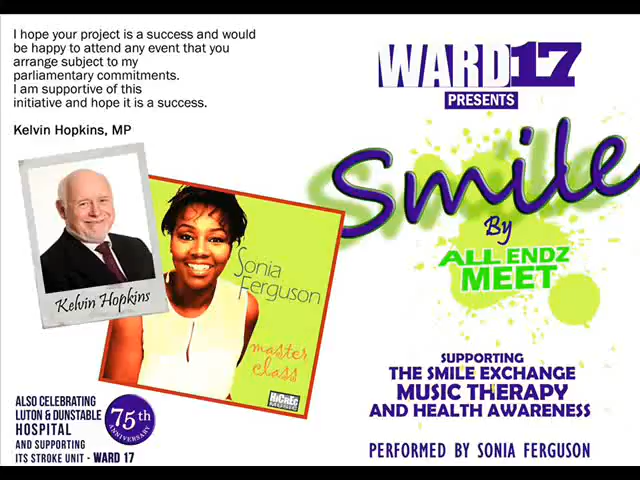 I hope your project is a success and would
be happy to attend any event that you
arrange subject to my
parliamentary commitments.
I am supportive of this
initiative and hope it is a success.
Kelvin Hopkins, MP
Kelvin Hopkins
Sonia
Ferguson
master
class
HiCREC
MUSIC
ALSO CELEBRATING
LUTON & DUNSTABLE
HOSPITAL
AND SUPPORTING
ITS STROKE UNIT - WARD 17
75th
ANNIVERSARY
WARD17
PRESENTS
Smile
By
ALL ENDZ
MEET
SUPPORTING
THE SMILE EXCHANGE
MUSIC THERAPY
AND HEALTH AWARENESS
PERFORMED BY SONIA FERGUSON